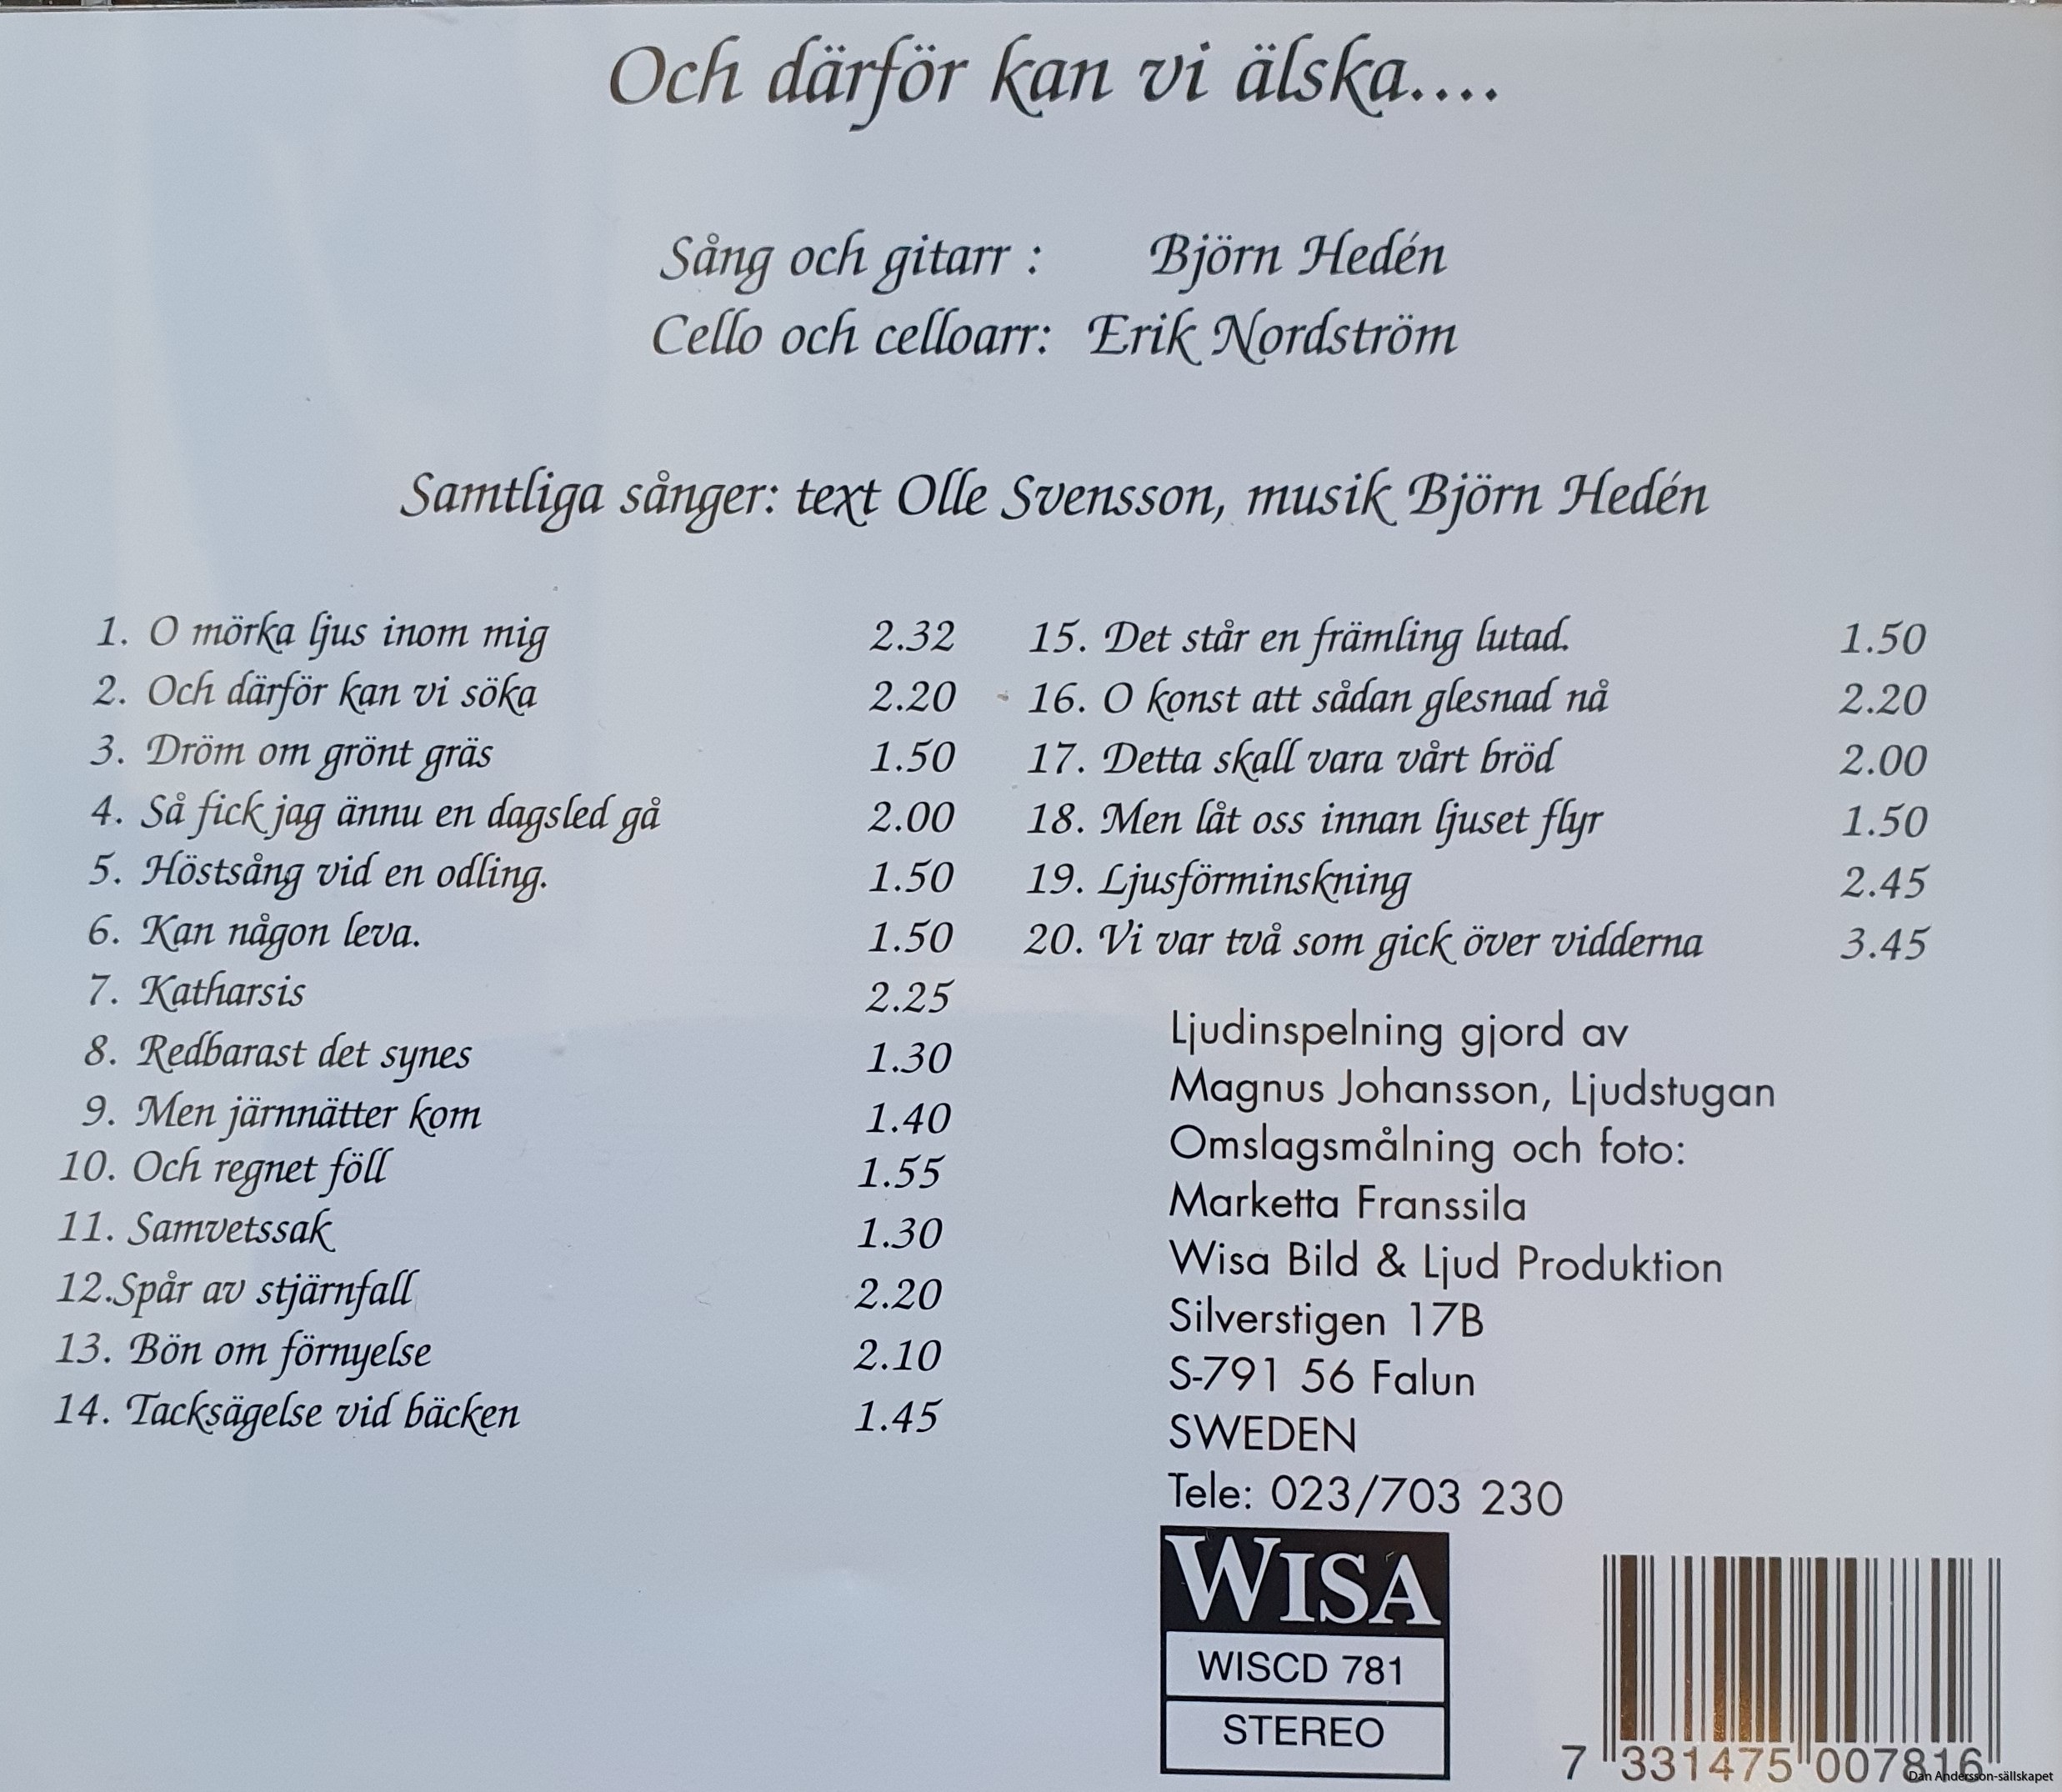 Och därför kan vi älska....
Sång och gitarr : Björn Hedén
Cello och celloarr: Erik Nordström
Samtliga sånger: text Olle Svensson, musik Björn Hedén
1. O mörka ljus inom mig 2.32
2. Och därför kan vi söka 2.20
3. Dröm om grönt gräs 1.50
4. Så fick jag ännu en dagsled gå 2.00
5. Höstsång vid en odling. 1.50
6. Kan någon leva. 1.50
7. Katharsis 2.25
8. Redbarast det synes 1.30
9. Men järnnätter kom 1.40
10. Och regnet föll 1.55
11. Samvetssak 1.30
12.Spår av stjärnfall 2.20
13. Bön om förnyelse 2.10
14. Tacksägelse vid bäcken 1.45
15. Det står en främling lutad. 1.50
16. O konst att sådan glesnad nå 2.20
17. Detta skall vara vårt bröd 2.00
18. Men låt oss innan ljuset flyr 1.50
19. Ljusförminskning 2.45
20. Vi var två som gick över vidderna 3.45
Ljudinspelning gjord av
Magnus Johansson, Ljudstugan
Omslagsmålning och foto:
Marketta Franssila
Wisa Bild & Ljud Produktion
Silverstigen 17B
S-791 56 Falun
SWEDEN
Tele: 023/703 230
WISA
WISCD 781
STEREO
7 331475 007816
Dan Andersson-sällskapet